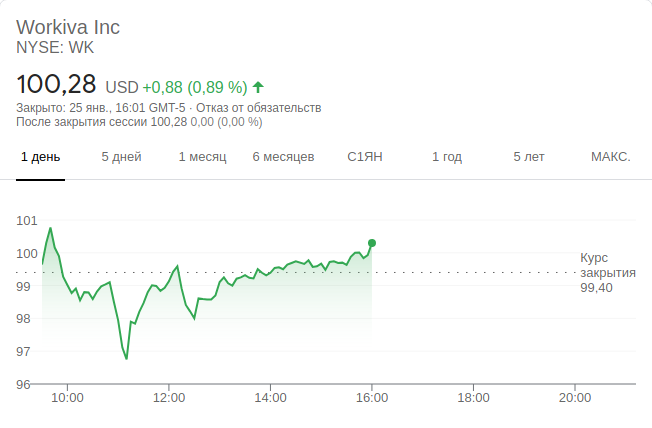 Workiva Inc
NYSE: WK
100,28 USD +0,88 (0,89 %)
Закрыто: 25 янв., 16:01 GMT-5 · Отказ от обязательств
После закрытия сессии 100,28 0,00 (0,00 %)
1 день 5 дней 1 месяц 6 месяцев С1ЯН 1 год 5 лет МАКС.
101
100
99
98
97
96
Курс
закрытия
99,40
10:00 12:00 14:00 16:00 18:00 20:00